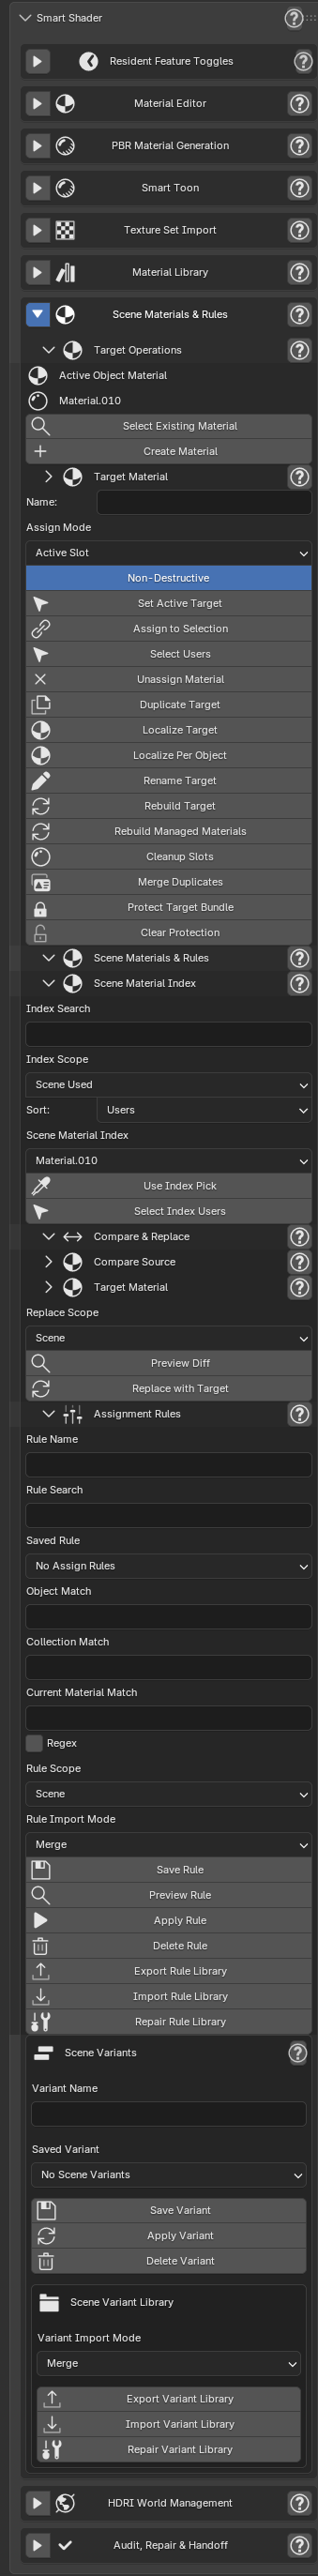 Smart Shader
Resident Feature Toggles
Material Editor
PBR Material Generation
Smart Toon
Texture Set Import
Material Library
Scene Materials & Rules
Target Operations
Active Object Material
Material.010
Select Existing Material
Create Material
Target Material
Name:
Assign Mode
Active Slot
Non-Destructive
Set Active Target
Assign to Selection
Select Users
Unassign Material
Duplicate Target
Localize Target
Localize Per Object
Rename Target
Rebuild Target
Rebuild Managed Materials
Cleanup Slots
Merge Duplicates
Protect Target Bundle
Clear Protection
Scene Materials & Rules
Scene Material Index
Index Search
Index Scope
Scene Used
Sort: Users
Scene Material Index
Material.010
Use Index Pick
Select Index Users
Compare & Replace
Compare Source
Target Material
Replace Scope
Scene
Preview Diff
Replace with Target
Assignment Rules
Rule Name
Rule Search
Saved Rule
No Assign Rules
Object Match
Collection Match
Current Material Match
Regex
Rule Scope
Scene
Rule Import Mode
Merge
Save Rule
Preview Rule
Apply Rule
Delete Rule
Export Rule Library
Import Rule Library
Repair Rule Library
Scene Variants
Variant Name
Saved Variant
No Scene Variants
Save Variant
Apply Variant
Delete Variant
Scene Variant Library
Variant Import Mode
Merge
Export Variant Library
Import Variant Library
Repair Variant Library
HDRI World Management
Audit, Repair & Handoff